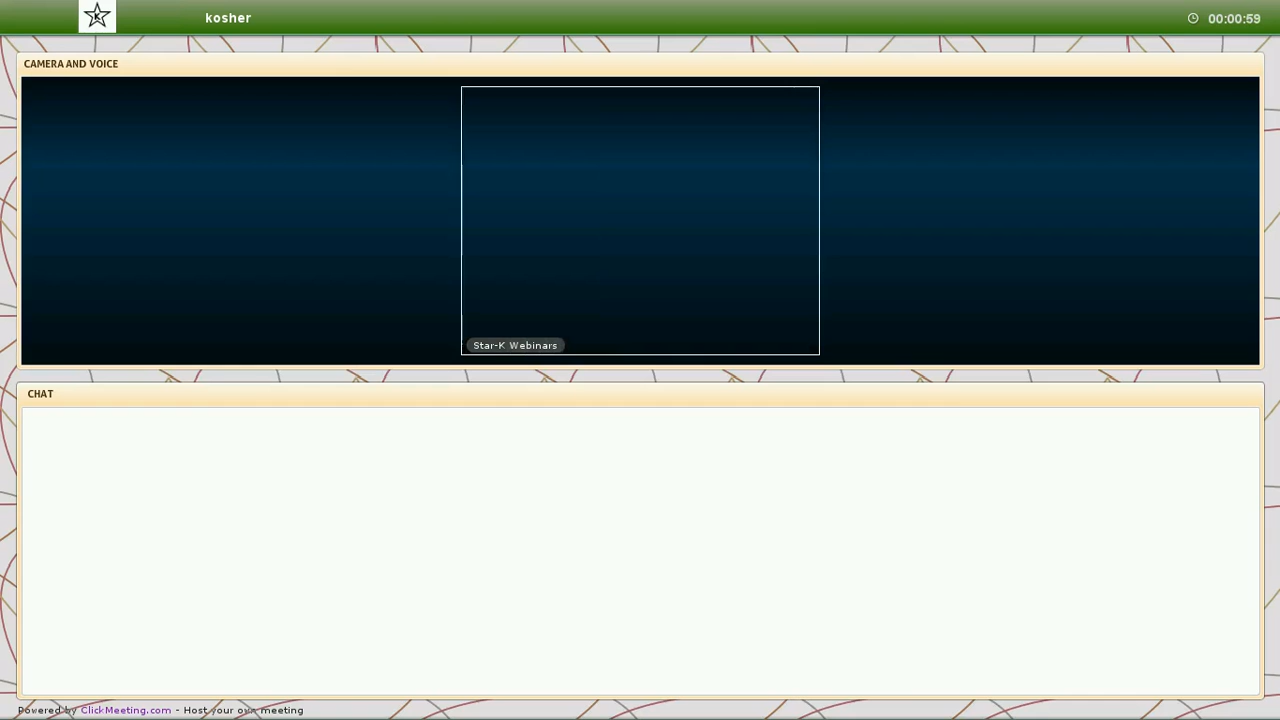 K
kosher
00:00:59
CAMERA AND VOICE
Star-K Webinars
CHAT
Powered by ClickMeeting.com - Host your own meeting